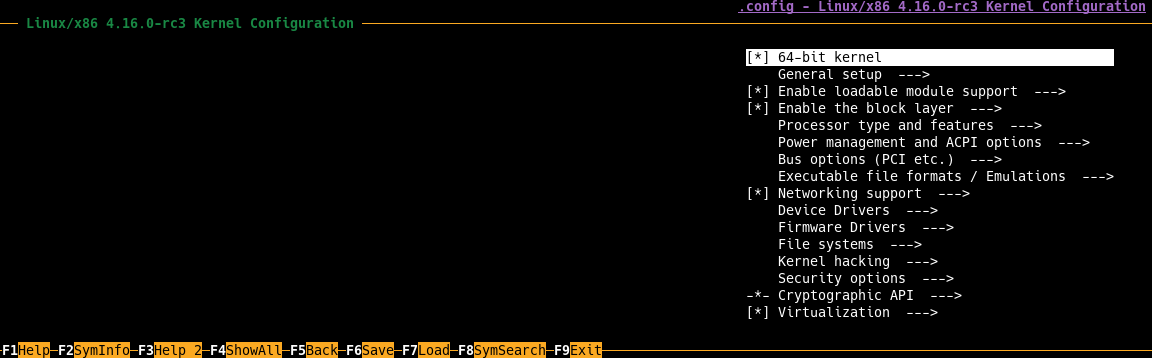 .config - Linux/x86 4.16.0-rc3 Kernel Configuration
Linux/x86 4.16.0-rc3 Kernel Configuration
[*] 64-bit kernel
General setup --->
[*] Enable loadable module support --->
[*] Enable the block layer --->
Processor type and features --->
Power management and ACPI options --->
Bus options (PCI etc.) --->
Executable file formats / Emulations --->
[*] Networking support --->
Device Drivers --->
Firmware Drivers --->
File systems --->
Kernel hacking --->
Security options --->
-*- Cryptographic API --->
[*] Virtualization --->
F1Help F2SymInfo F3Help 2 F4ShowAll F5Back F6Save F7Load F8SymSearch F9Exit